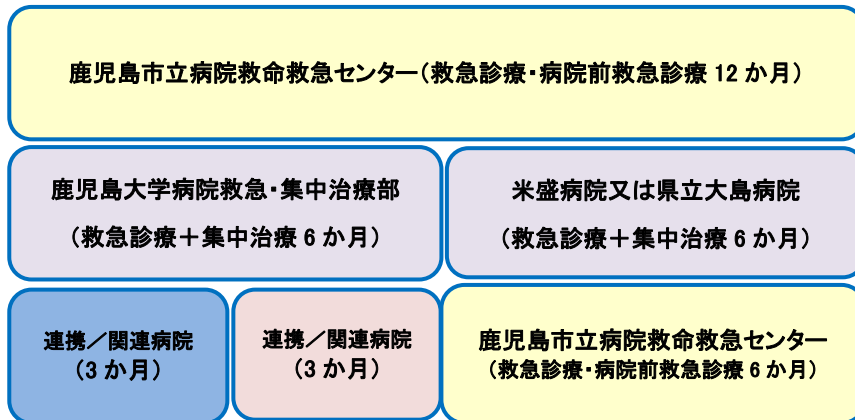 鹿児島市立病院救命救急センター(救急診療・病院前救急診療 12 か月)
鹿児島大学病院救急・集中治療部
(救急診療＋集中治療 6 か月)
米盛病院又は県立大島病院
(救急診療＋集中治療 6 か月)
連携／関連病院
(3 か月)
連携／関連病院
(3 か月)
鹿児島市立病院救命救急センター
(救急診療・病院前救急診療 6 か月)